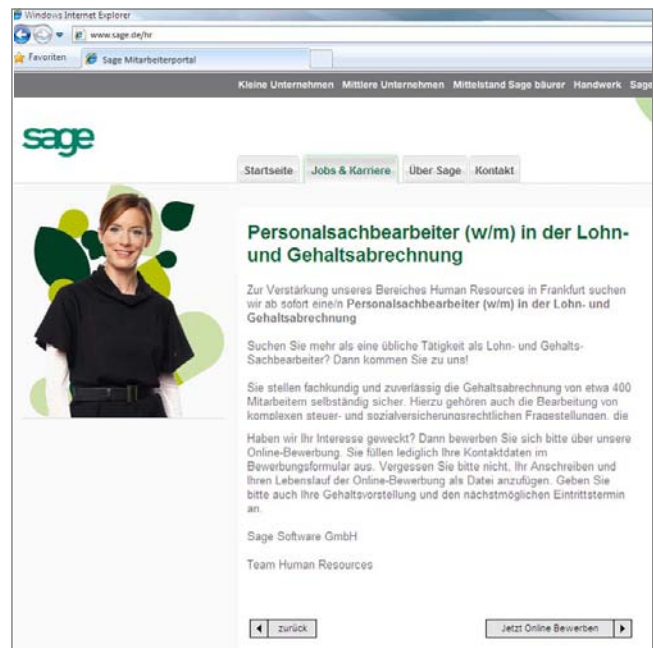 Windows Internet Explorer
www.sage.de/hr
Favoriten
Sage Mitarbeiterportal
Kleine Unternehmen Mittlere Unternehmen Mittelstand Sage bäurer Handwerk Sage
sage
Startseite Jobs & Karriere Über Sage Kontakt
Personalsachbearbeiter (w/m) in der Lohn-
und Gehaltsabrechnung
Zur Verstärkung unseres Bereiches Human Resources in Frankfurt suchen
wir ab sofort eine/n Personalsachbearbeiter (w/m) in der Lohn- und
Gehaltsabrechnung
Suchen Sie mehr als eine übliche Tätigkeit als Lohn- und Gehalts-
Sachbearbeiter? Dann kommen Sie zu uns!
Sie stellen fachkundig und zuverlässig die Gehaltsabrechnung von etwa 400
Mitarbeitern selbständig sicher. Hierzu gehören auch die Bearbeitung von
komplexen steuer- und sozialversicherungsrechtlichen Fragestellungen, die
Haben wir Ihr Interesse geweckt? Dann bewerben Sie sich bitte über unsere
Online-Bewerbung. Sie füllen lediglich Ihre Kontaktdaten im
Bewerbungsformular aus. Vergessen Sie bitte nicht, Ihr Anschreiben und
Ihren Lebenslauf der Online-Bewerbung als Datei anzufügen. Geben Sie
bitte auch Ihre Gehaltsvorstellung und den nächstmöglichen Eintrittstermin
an.
Sage Software GmbH
Team Human Resources
zurück
Jetzt Online Bewerben